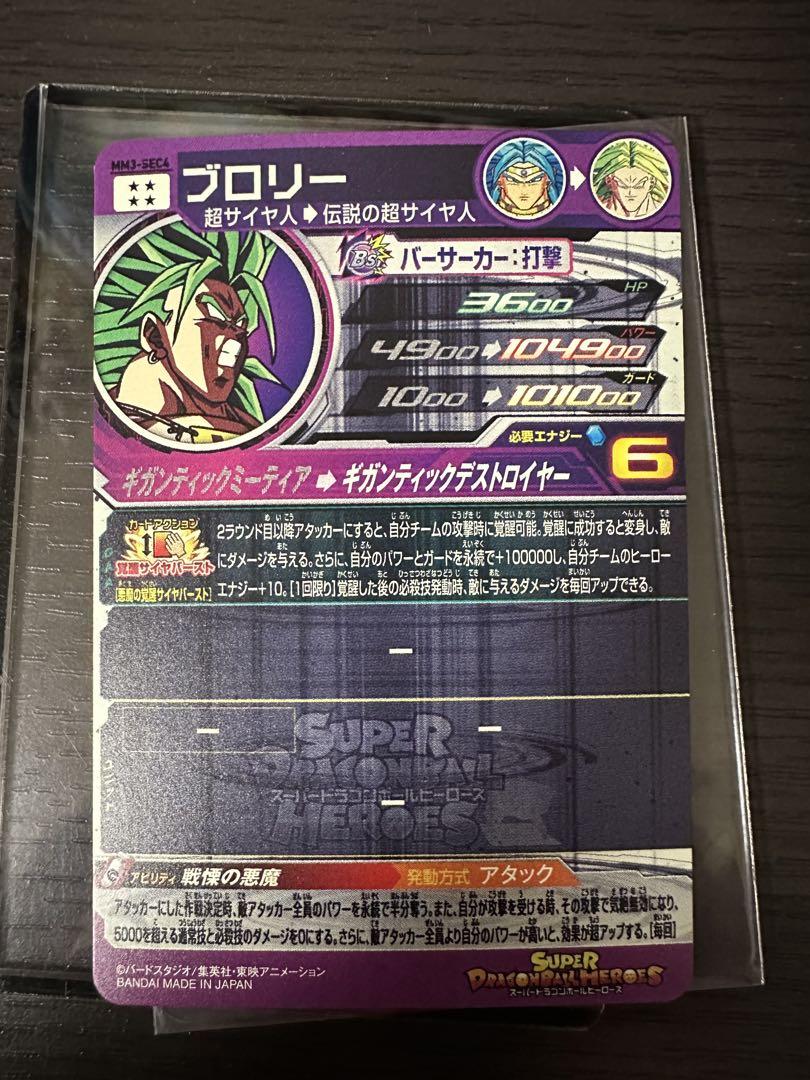 MM3-SEC4
ブロリー
超サイヤ人➡伝説の超サイヤ人
Bs
バーサーカー:打撃
HP
3600
パワー
4900➡104900
ガード
1000➡101000
必要エナジー
6
ギガンティックミーティア➡ギガンティックデストロイヤー
カードアクション
覚醒サイヤバースト
[悪魔の覚醒サイヤバースト]
2ラウンド目以降アタッカーにすると、自分チームの攻撃時に覚醒可能。覚醒に成功すると変身し、敵
にダメージを与える。さらに、自分のパワーとガードを永続で+100000し、自分チームのヒーロー
エナジー+10。[1回限り]覚醒した後の必殺技発動時、敵に与えるダメージを毎回アップできる。
ー
ー ー
ー
ユニット
SUPER
DRAGONBALL
スーパードラゴンボールヒーローズ
HEROES
アビリティ 戦慄の悪魔
発動方式 アタック
アタッカーにした作戦決定時、敵アタッカー全員のパワーを永続で半分奪う。また、自分が攻撃を受ける時、その攻撃で気絶無効になり、
5000を超える通常技と必殺技のダメージを0にする。さらに、敵アタッカー全員より自分のパワーが高いと、効果が超アップする。[毎回]
©バードスタジオ/集英社・東映アニメーション
BANDAI MADE IN JAPAN
SUPER
DRAGONBALL HEROES
スーパードラゴンボールヒーローズ